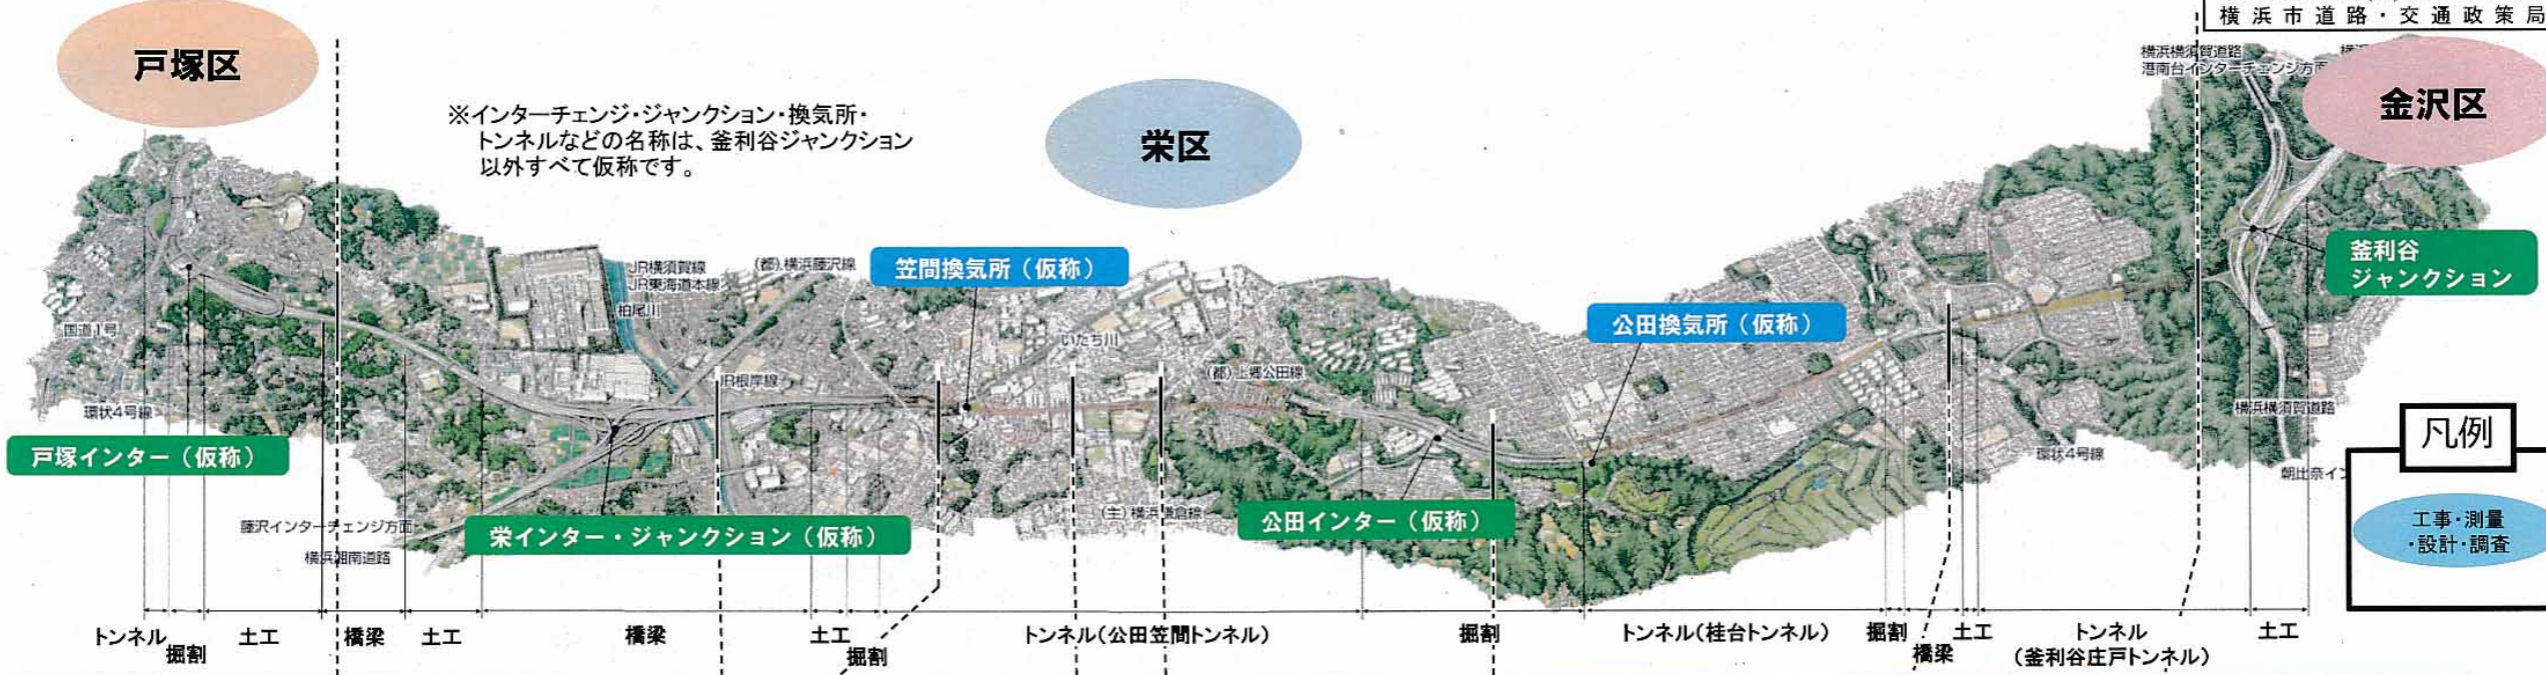 横浜市道路・交通政策局
戸塚区
栄区
金沢区
※インターチェンジ・ジャンクション・換気所・
トンネルなどの名称は、釜利谷ジャンクション
以外すべて仮称です。
横浜横須賀道路
港南台インターチェンジ方面
JR横須賀線
JR東海道本線
(都)横浜藤沢線
柏尾川
笠間換気所（仮称）
釜利谷
ジャンクション
国道1号
いたち川
公田換気所（仮称）
JR根岸線
(都)上郷公田線
環状4号線
横浜横須賀道路
戸塚インター（仮称）
環状4号線
朝比奈イン
凡例
(主)横浜鎌倉線
公田インター（仮称）
藤沢インターチェンジ方面
栄インター・ジャンクション（仮称）
横浜湘南道路
工事・測量
・設計・調査
トンネル
掘割
土工
橋梁
土工
橋梁
土工
掘割
トンネル(公田笠間トンネル)
掘割
トンネル(桂台トンネル)
掘割
橋梁
土工
トンネル
(釜利谷庄戸トンネル)
土工